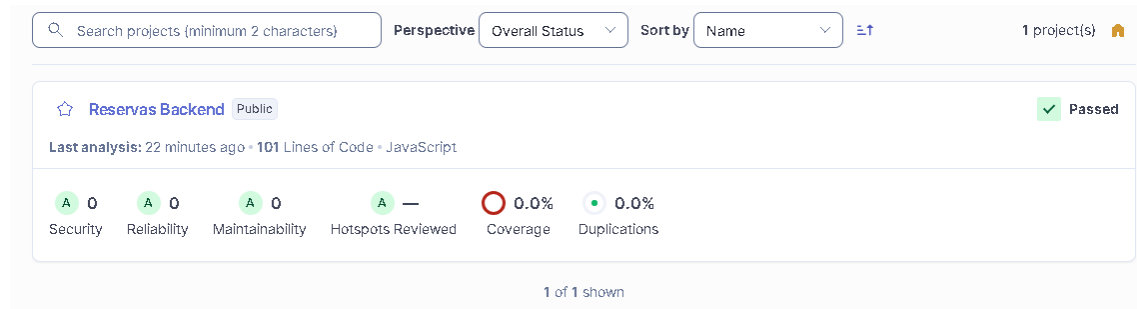 Search projects (minimum 2 characters) Perspective Overall Status Sort by Name 1 project(s)
Reservas Backend Public Passed
Last analysis: 22 minutes ago • 101 Lines of Code • JavaScript
A 0 A 0 A 0 A — 0.0% 0.0%
Security Reliability Maintainability Hotspots Reviewed Coverage Duplications
1 of 1 shown